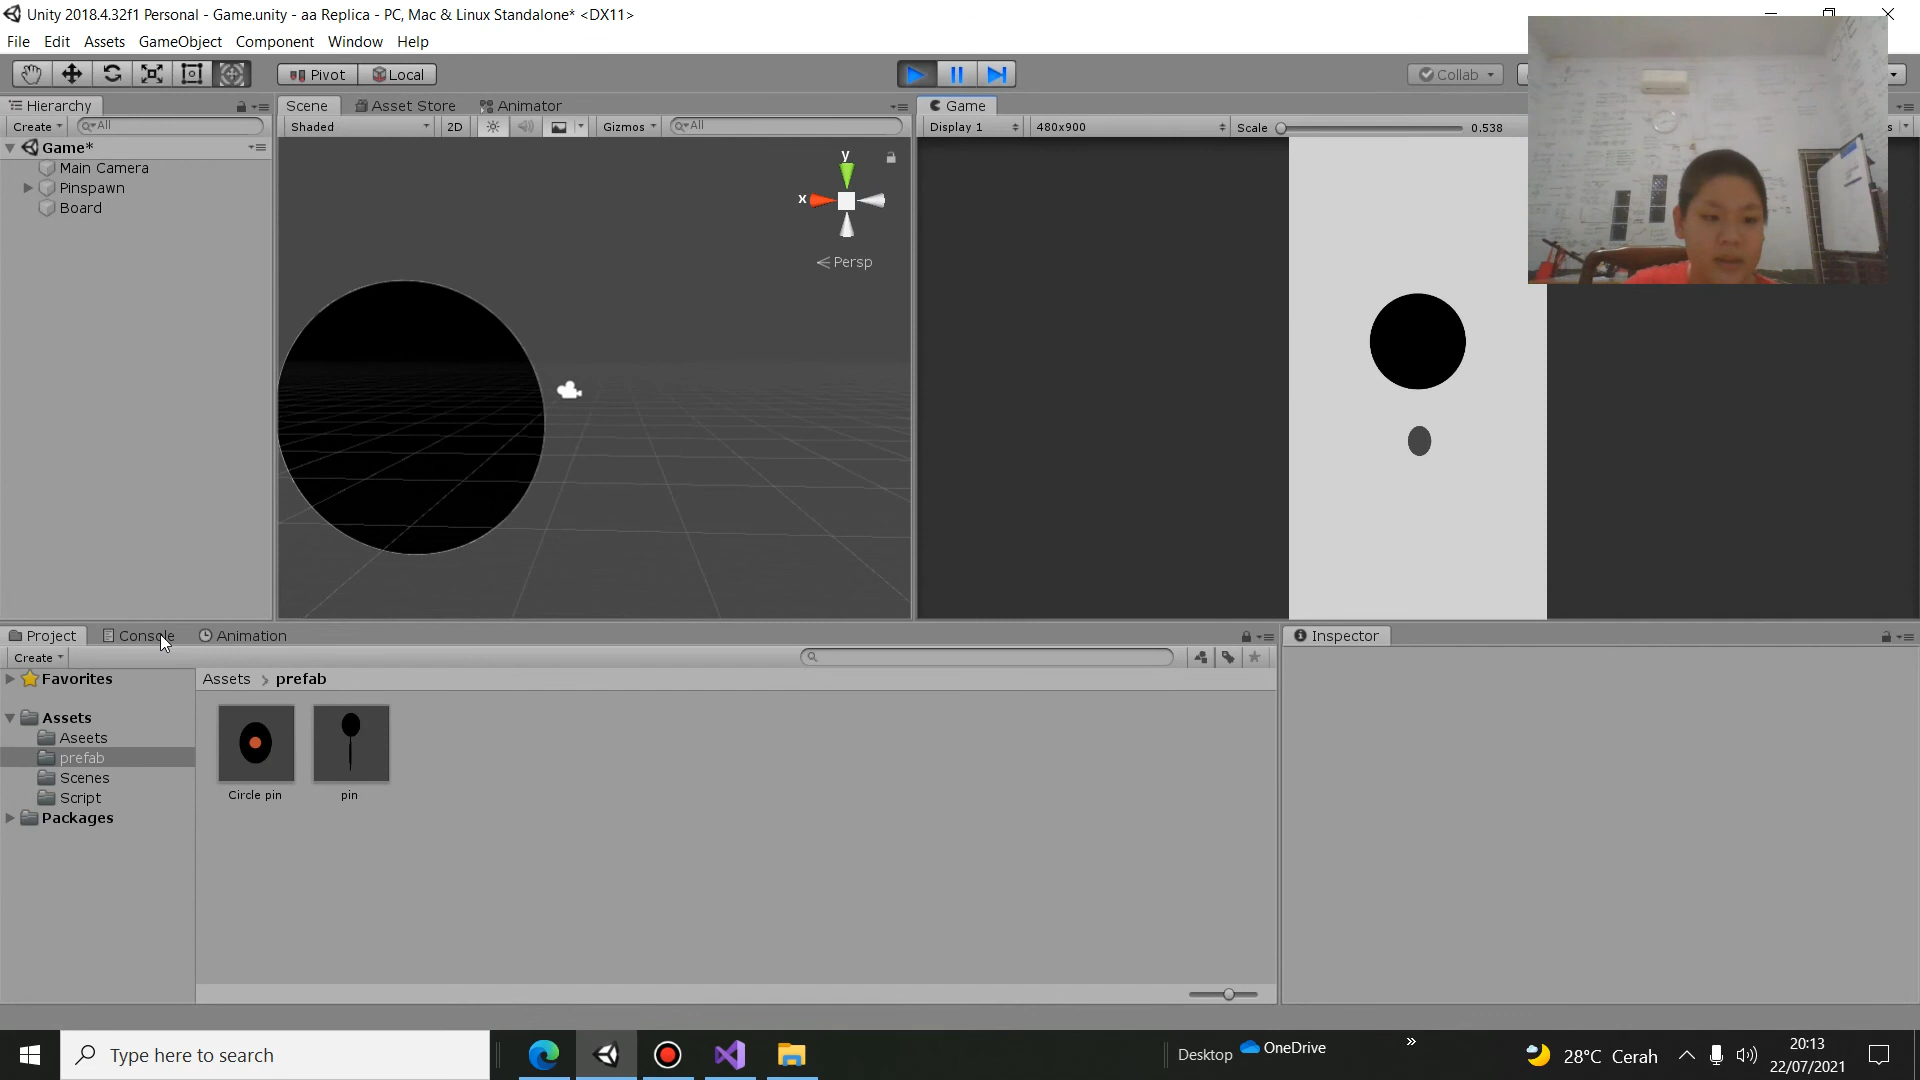 Unity 2018.4.32f1 Personal - Game.unity - aa Replica - PC, Mac & Linux Standalone* <DX11>
File Edit Assets GameObject Component Window Help
Pivot Local Collab
Hierarchy Scene Asset Store Animator Game
Create All Shaded 2D Gizmos All Display 1 480x900 Scale 0.538
Game*
Main Camera
Pinspawn
Board
y
x
Persp
Project Console Animation Inspector
Create
Favorites
Assets
Aseets
prefab
Scenes
Script
Packages
Assets > prefab
Circle pin pin
Type here to search
Desktop OneDrive
28°C Cerah
20:13
22/07/2021